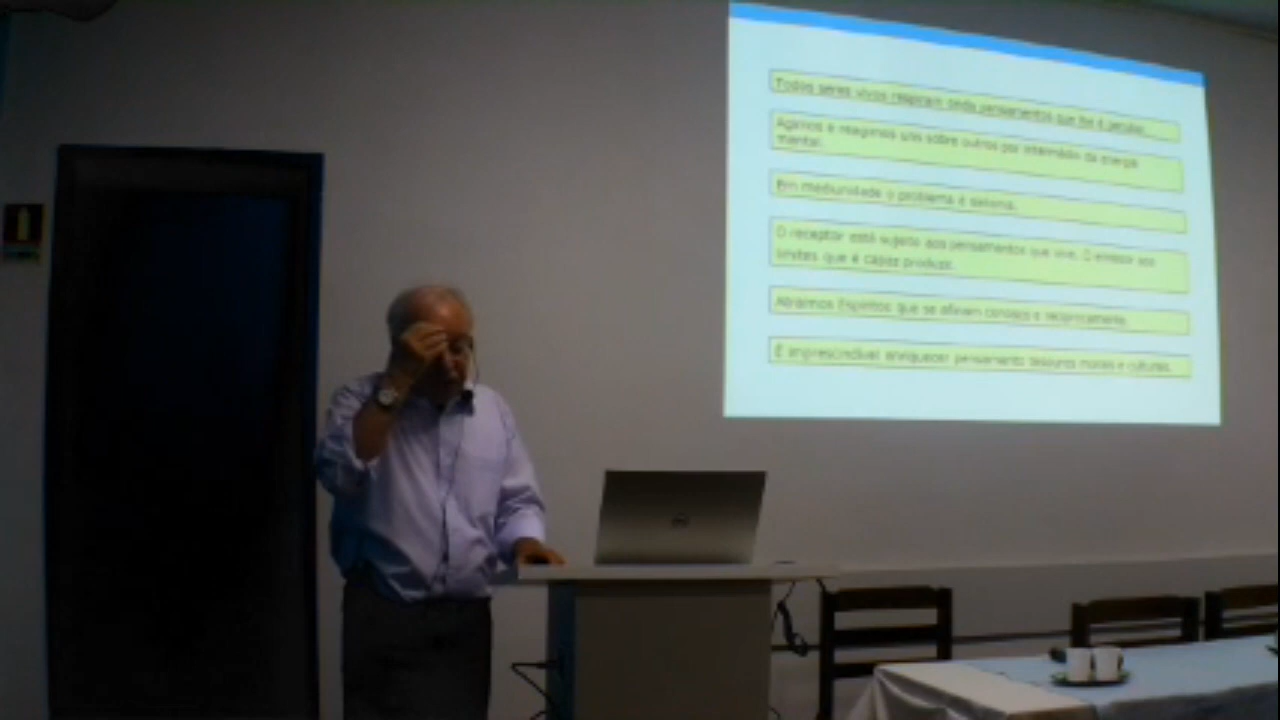 Todos seres vivos respiram onda pensamentos que lhe é peculiar.
Agimos e reagimos uns sobre outros por intermédio da energia
mental.
Em mediunidade o problema é sintonia.
O receptor está sujeito aos pensamentos que vive. O emissor aos
limites que é capaz produzir.
Atraímos Espíritos que se afinam conosco e reciprocamente.
É imprescindível enriquecer pensamento tesouros morais e culturais.